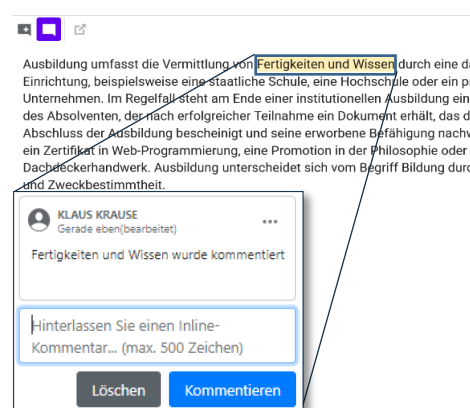 Ausbildung umfasst die Vermittlung von Fertigkeiten und Wissen durch eine
Einrichtung, beispielsweise eine staatliche Schule, eine Hochschule oder ein
Unternehmen. Im Regelfall steht am Ende einer institutionellen Ausbildung ein
des Absolventen, der nach erfolgreicher Teilnahme ein Dokument erhält, das
Abschluss der Ausbildung bescheinigt und seine erworbene Befähigung
ein Zertifikat in Web-Programmierung, eine Promotion in der Philosophie oder
Dachdeckerhandwerk. Ausbildung unterscheidet sich vom Begriff Bildung
und Zweckbestimmtheit.
KLAUS KRAUSE
Gerade eben(bearbeitet)
Fertigkeiten und Wissen wurde kommentiert
Hinterlassen Sie einen Inline-
Kommentar... (max. 500 Zeichen)
Löschen Kommentieren